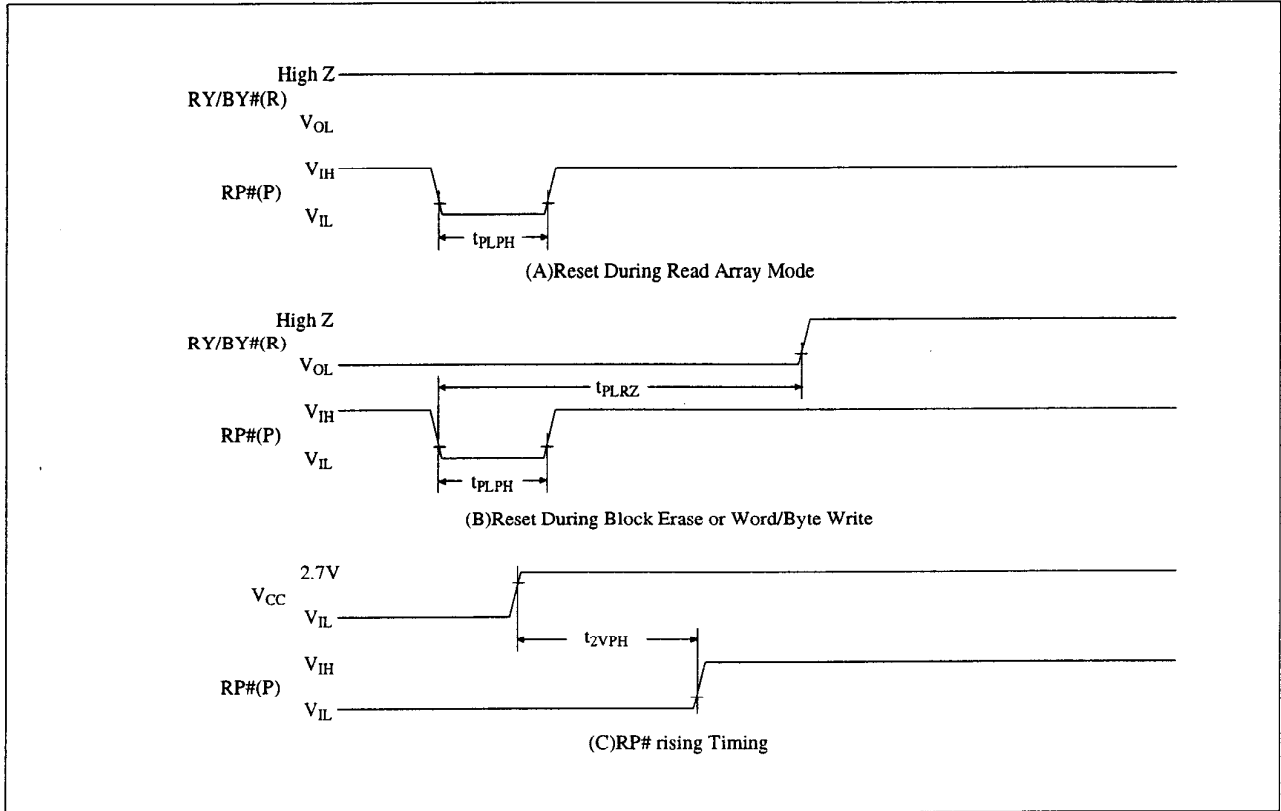 High Z
RY/BY#(R)
VOL
VIH
RP#(P)
VIL
tPLPH
(A)Reset During Read Array Mode
High Z
RY/BY#(R)
VOL
tPLRZ
VIH
RP#(P)
VIL
tPLPH
(B)Reset During Block Erase or Word/Byte Write
2.7V
VCC
VIL
t2VPH
VIH
RP#(P)
VIL
(C)RP# rising Timing